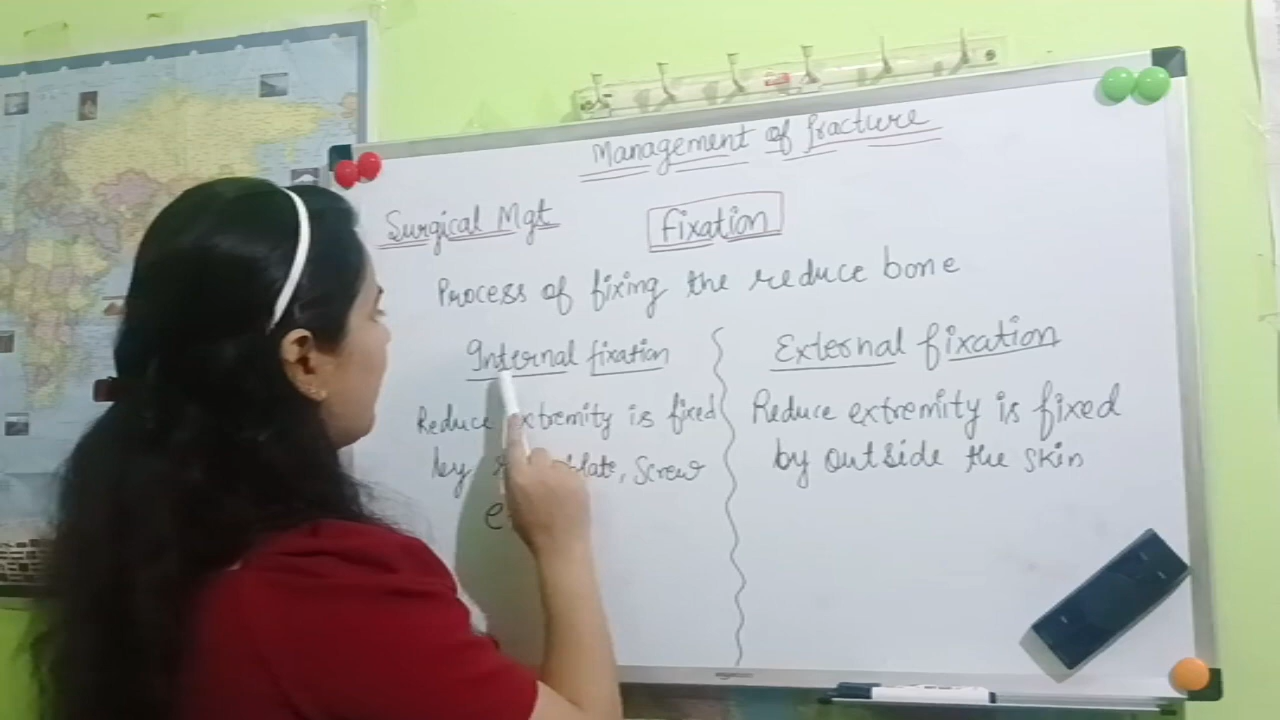 Management of fracture
Surgical Mgt
Fixation
Process of fixing the reduce bone
Internal fixation
Reduce extremity is fixed
by plate, Screw
External fixation
Reduce extremity is fixed
by outside the skin